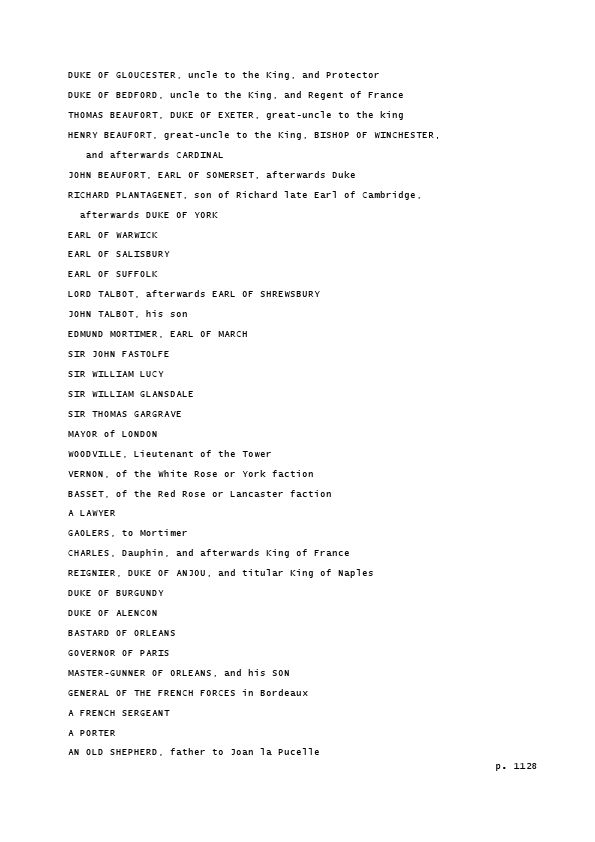 DUKE OF GLOUCESTER, uncle to the King, and Protector
DUKE OF BEDFORD, uncle to the King, and Regent of France
THOMAS BEAUFORT, DUKE OF EXETER, great-uncle to the king
HENRY BEAUFORT, great-uncle to the King, BISHOP OF WINCHESTER,
and afterwards CARDINAL
JOHN BEAUFORT, EARL OF SOMERSET, afterwards Duke
RICHARD PLANTAGENET, son of Richard late Earl of Cambridge,
afterwards DUKE OF YORK
EARL OF WARWICK
EARL OF SALISBURY
EARL OF SUFFOLK
LORD TALBOT, afterwards EARL OF SHREWSBURY
JOHN TALBOT, his son
EDMUND MORTIMER, EARL OF MARCH
SIR JOHN FASTOLFE
SIR WILLIAM LUCY
SIR WILLIAM GLANSDALE
SIR THOMAS GARGRAVE
MAYOR of LONDON
WOODVILLE, Lieutenant of the Tower
VERNON, of the White Rose or York faction
BASSET, of the Red Rose or Lancaster faction
A LAWYER
GAOLERS, to Mortimer
CHARLES, Dauphin, and afterwards King of France
REIGNIER, DUKE OF ANJOU, and titular King of Naples
DUKE OF BURGUNDY
DUKE OF ALENCON
BASTARD OF ORLEANS
GOVERNOR OF PARIS
MASTER-GUNNER OF ORLEANS, and his SON
GENERAL OF THE FRENCH FORCES in Bordeaux
A FRENCH SERGEANT
A PORTER
AN OLD SHEPHERD, father to Joan la Pucelle
p. 1128